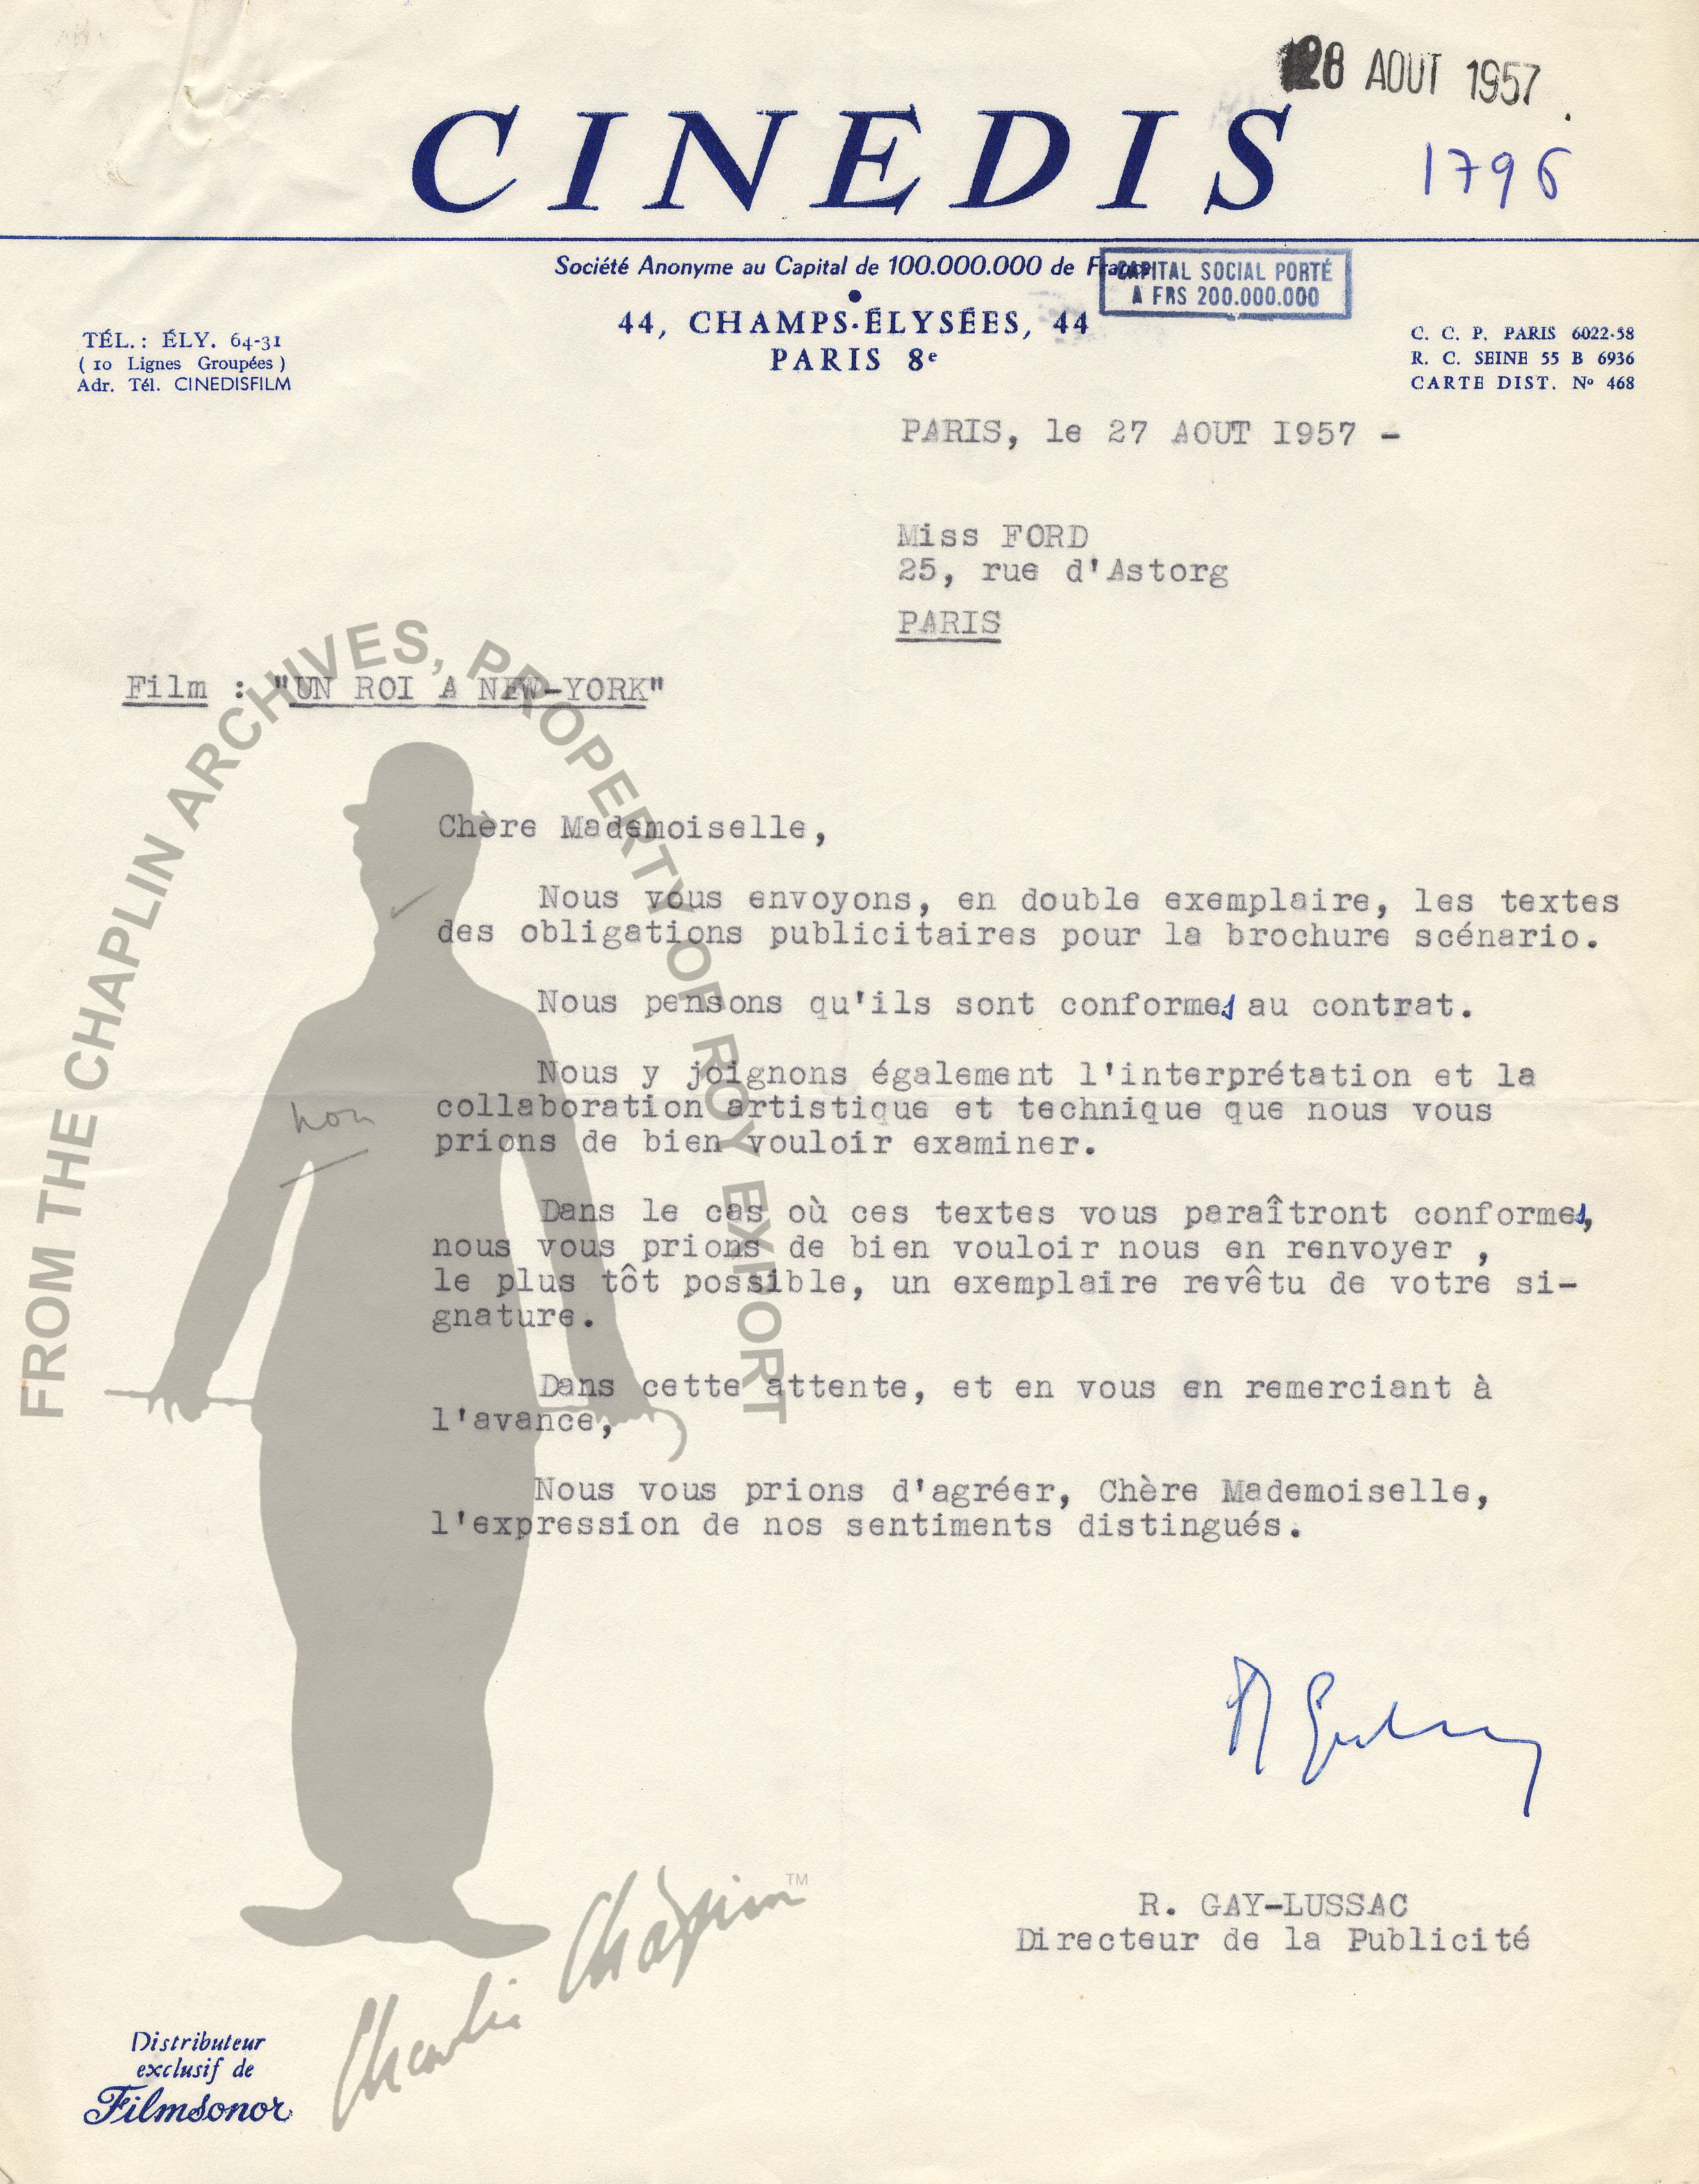 28 AOUT 1957
CINEDIS
1796
Société Anonyme au Capital de 100.000.000 de Francs
CAPITAL SOCIAL PORTÉ
A FRS 200.000.000
44, CHAMPS-ÉLYSÉES, 44
PARIS 8e
TÉL.: ÉLY. 64-31
( 10 Lignes Groupées )
Adr. Tél. CINEDISFILM
C. C. P. PARIS 6022-58
R. C. SEINE 55 B 6936
CARTE DIST. No 468
PARIS, le 27 AOUT 1957 -
Miss FORD
25, rue d'Astorg
PARIS
Film : "UN ROI A NEW-YORK"
FROM THE CHAPLIN ARCHIVES, PROPERTY OF ROY EXPORT
Chère Mademoiselle,
Nous vous envoyons, en double exemplaire, les textes
des obligations publicitaires pour la brochure scénario.
Nous pensons qu'ils sont conformes au contrat.
Nous y joignons également l'interprétation et la
non
collaboration artistique et technique que nous vous
prions de bien vouloir examiner.
Dans le cas où ces textes vous paraîtront conformes,
nous vous prions de bien vouloir nous en renvoyer ,
le plus tôt possible, un exemplaire revêtu de votre si-
gnature.
Dans cette attente, et en vous en remerciant à
l'avance,
Nous vous prions d'agréer, Chère Mademoiselle,
l'expression de nos sentiments distingués.
R. GAY-LUSSAC
Directeur de la Publicité
Charlie Chaplin TM
Distributeur
exclusif de
Filmsonor